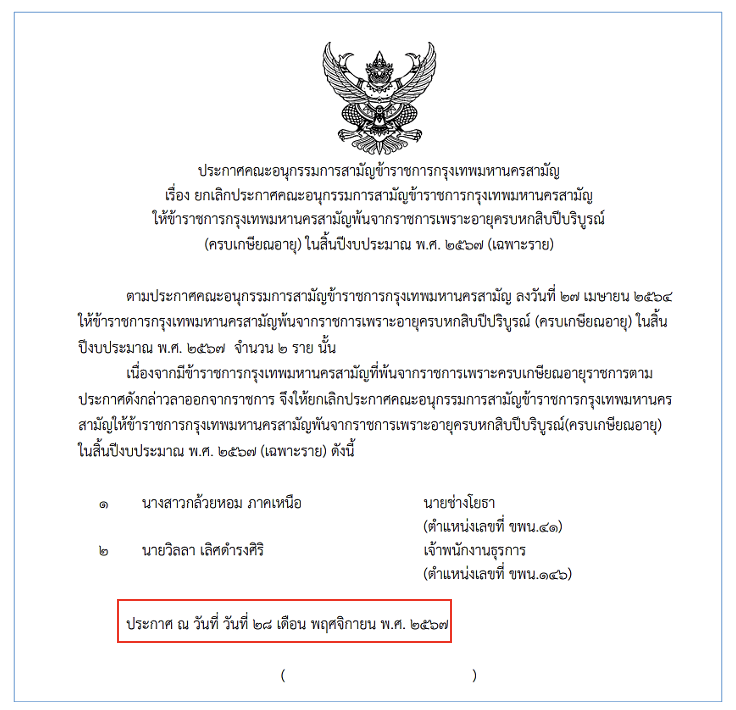 ประกาศคณะอนุกรรมการสามัญข้าราชการกรุงเทพมหานครสามัญ
เรื่อง ยกเลิกประกาศคณะอนุกรรมการสามัญข้าราชการกรุงเทพมหานครสามัญ
ให้ข้าราชการกรุงเทพมหานครสามัญพ้นจากราชการเพราะอายุครบหกสิบปีบริบูรณ์
(ครบเกษียณอายุ) ในสิ้นปีงบประมาณ พ.ศ. ๒๕๖๗ (เฉพาะราย)
ตามประกาศคณะอนุกรรมการสามัญข้าราชการกรุงเทพมหานครสามัญ ลงวันที่ ๒๗ เมษายน ๒๕๖๔
ให้ข้าราชการกรุงเทพมหานครสามัญพ้นจากราชการเพราะอายุครบหกสิบปีปริบูรณ์ (ครบเกษียณอายุ) ในสิ้น
ปีงบประมาณ พ.ศ. ๒๕๖๗ จำนวน ๒ ราย นั้น
เนื่องจากมีข้าราชการกรุงเทพมหานครสามัญที่พ้นจากราชการเพราะครบเกษียณอายุราชการตาม
ประกาศดังกล่าวลาออกจากราชการ จึงให้ยกเลิกประกาศคณะอนุกรรมการสามัญข้าราชการกรุงเทพมหานคร
สามัญให้ข้าราชการกรุงเทพมหานครสามัญพันจากราชการเพราะอายุครบหกสิบปีบริบูรณ์(ครบเกษียณอายุ)
ในสิ้นปีงบประมาณ พ.ศ. ๒๕๖๗ (เฉพาะราย) ดังนี้
๑ นางสาวกล้วยหอม ภาคเหนือ นายช่างโยธา
(ตำแหน่งเลขที่ ขพน.๔๑)
๒ นายวิลลา เลิศดำรงศิริ เจ้าพนักงานธุรการ
(ตำแหน่งเลขที่ ขพน.๑๔๖)
ประกาศ ณ วันที่ วันที่ ๒๘ เดือน พฤศจิกายน พ.ศ. ๒๕๖๗
( )